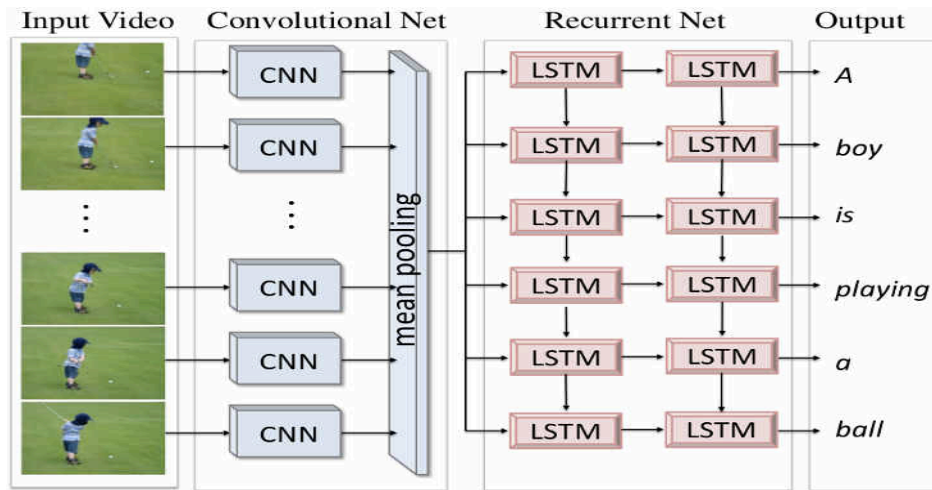 Input Video Convolutional Net Recurrent Net Output
CNN LSTM LSTM A
CNN LSTM LSTM boy
LSTM LSTM is
CNN LSTM LSTM playing
CNN LSTM LSTM a
CNN LSTM LSTM ball
mean pooling